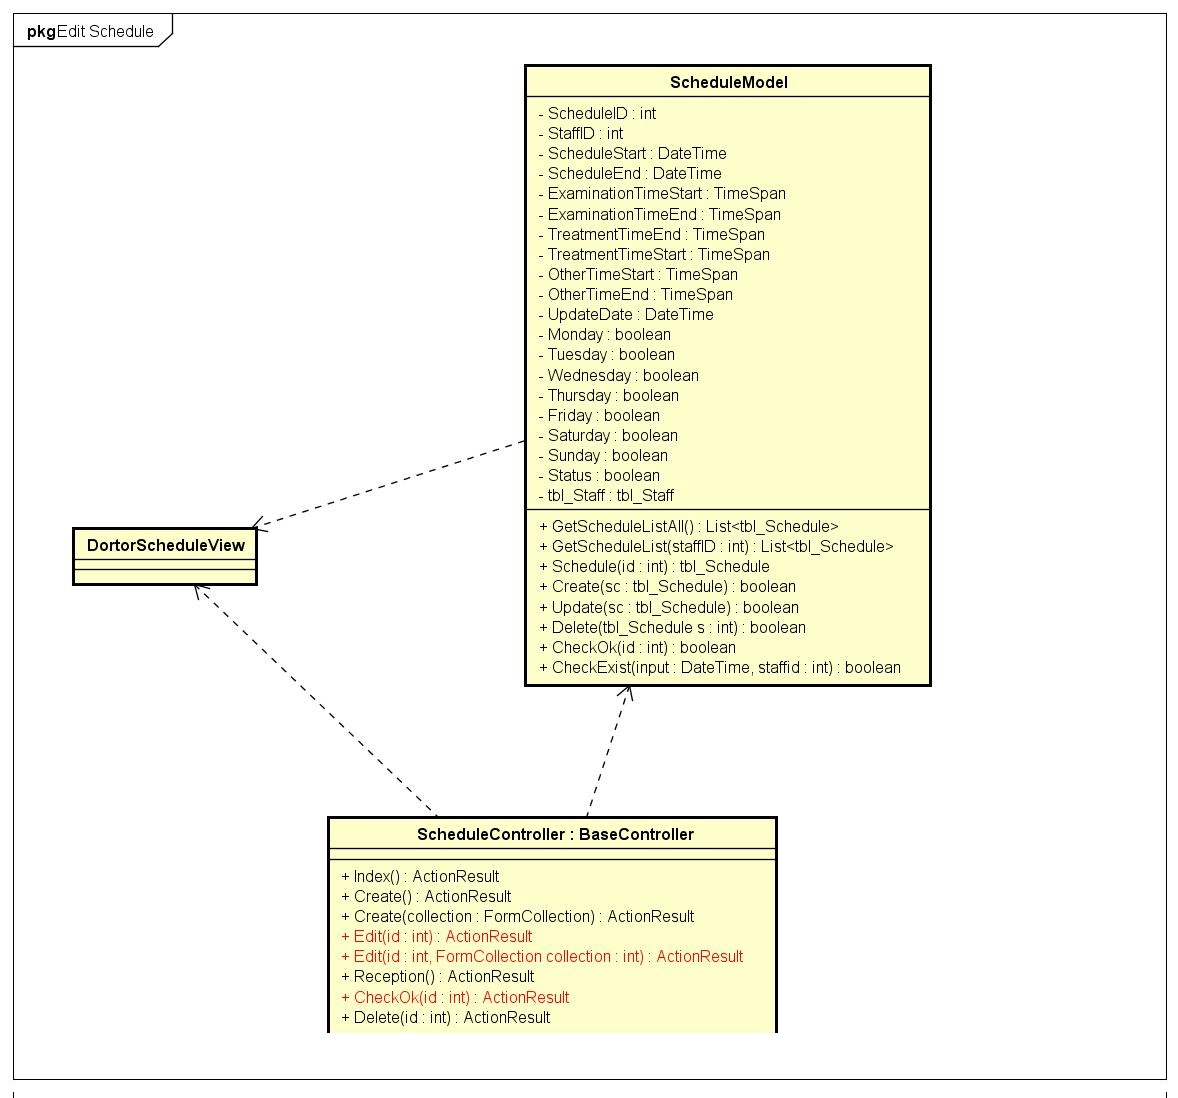 pkgEdit Schedule
ScheduleModel
- ScheduleID : int
- StaffID : int
- ScheduleStart : DateTime
- ScheduleEnd : DateTime
- ExaminationTimeStart : TimeSpan
- ExaminationTimeEnd : TimeSpan
- TreatmentTimeEnd : TimeSpan
- TreatmentTimeStart : TimeSpan
- OtherTimeStart : TimeSpan
- OtherTimeEnd : TimeSpan
- UpdateDate : DateTime
- Monday : boolean
- Tuesday : boolean
- Wednesday : boolean
- Thursday : boolean
- Friday : boolean
- Saturday : boolean
- Sunday : boolean
- Status : boolean
- tbl_Staff : tbl_Staff
+ GetScheduleListAll() : List<tbl_Schedule>
+ GetScheduleList(staffID : int) : List<tbl_Schedule>
+ Schedule(id : int) : tbl_Schedule
+ Create(sc : tbl_Schedule) : boolean
+ Update(sc : tbl_Schedule) : boolean
+ Delete(tbl_Schedule s : int) : boolean
+ CheckOk(id : int) : boolean
+ CheckExist(input : DateTime, staffid : int) : boolean
DortorScheduleView
ScheduleController : BaseController
+ Index() : ActionResult
+ Create() : ActionResult
+ Create(collection : FormCollection) : ActionResult
+ Edit(id : int) : ActionResult
+ Edit(id : int, FormCollection collection : int) : ActionResult
+ Reception() : ActionResult
+ CheckOk(id : int) : ActionResult
+ Delete(id : int) : ActionResult